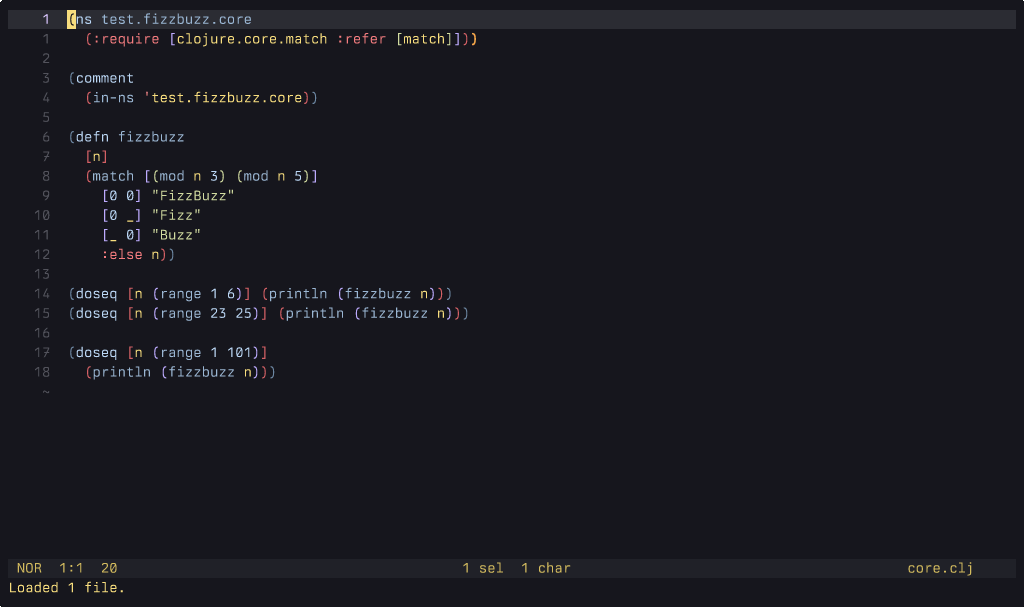 1 (ns test.fizzbuzz.core
1   (:require [clojure.core.match :refer [match]]))
2
3 (comment
4   (in-ns 'test.fizzbuzz.core))
5
6 (defn fizzbuzz
7   [n]
8   (match [(mod n 3) (mod n 5)]
9     [0 0] "FizzBuzz"
10     [0 _] "Fizz"
11     [_ 0] "Buzz"
12     :else n))
13
14 (doseq [n (range 1 6)] (println (fizzbuzz n)))
15 (doseq [n (range 23 25)] (println (fizzbuzz n)))
16
17 (doseq [n (range 1 101)]
18   (println (fizzbuzz n)))
~
NOR 1:1 20 1 sel 1 char core.clj
Loaded 1 file.